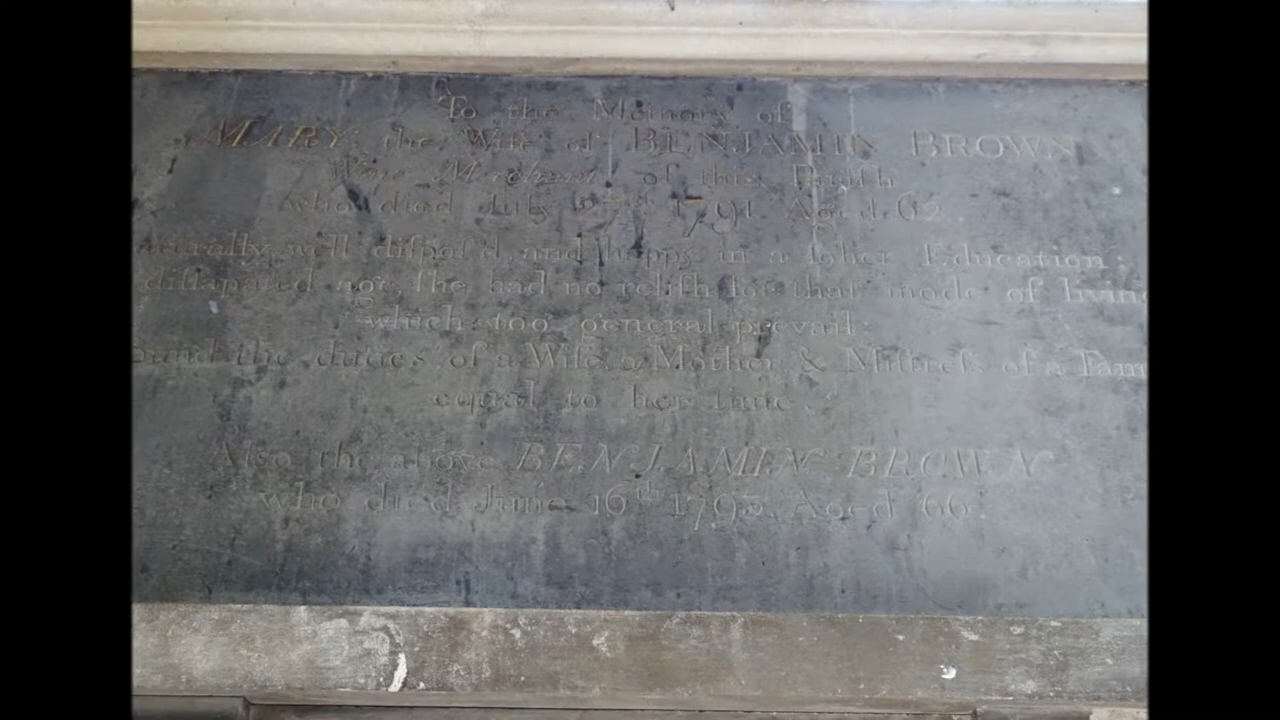 To the Memory of
MARY the Wife of BENJAMIN BROWN
Wine Merchant of this Parish
who died July 1791 Aged 62
well diſpoſ'd, and happy in a ſober Education:
diſſapated age ſhe had no reliſh for that mode of living
which too general prevail:
the duties of a Wife, a Mother & Miſtreſs of a
equal to her time
Also the above BENJAMIN BROWN
who died June 16th 1795. Aged 66.